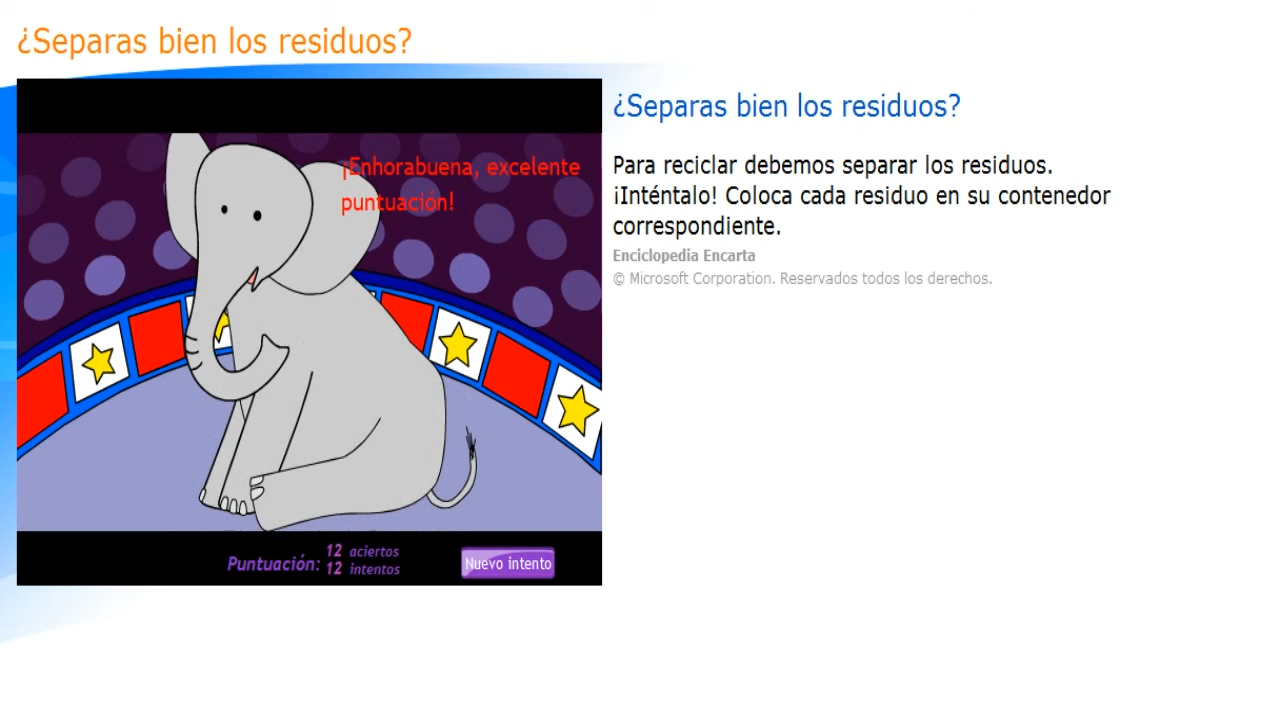 ¿Separas bien los residuos?
¡Enhorabuena, excelente
puntuación!
Puntuación:
12 aciertos
12 intentos
Nuevo intento
¿Separas bien los residuos?
Para reciclar debemos separar los residuos.
¡Inténtalo! Coloca cada residuo en su contenedor
correspondiente.
Enciclopedia Encarta
© Microsoft Corporation. Reservados todos los derechos.